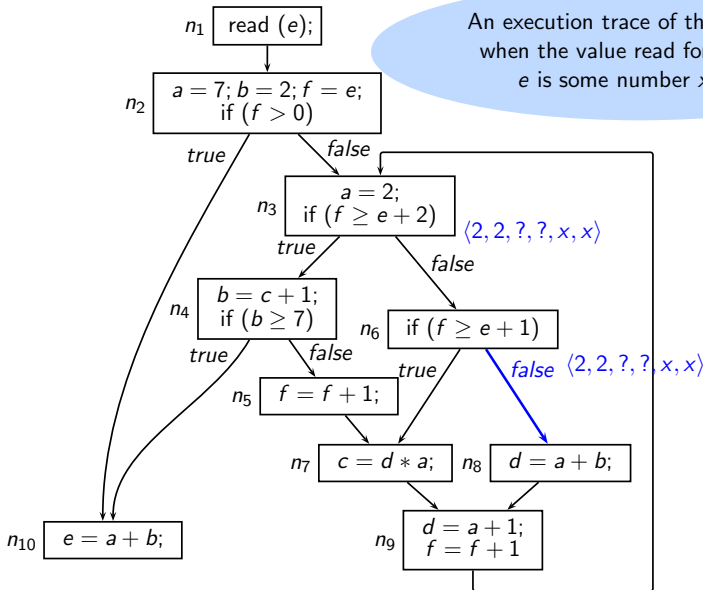 n1 read (e);
An execution trace of th
when the value read for
e is some number x
n2 a = 7; b = 2; f = e;
if (f > 0)
true
false
n3 a = 2;
if (f ≥ e + 2)
⟨2, 2, ?, ?, x, x⟩
true
false
n4 b = c + 1;
if (b ≥ 7)
n6 if (f ≥ e + 1)
true
false
true
false ⟨2, 2, ?, ?, x, x⟩
n5 f = f + 1;
n7 c = d ∗ a;
n8 d = a + b;
n10 e = a + b;
n9 d = a + 1;
f = f + 1